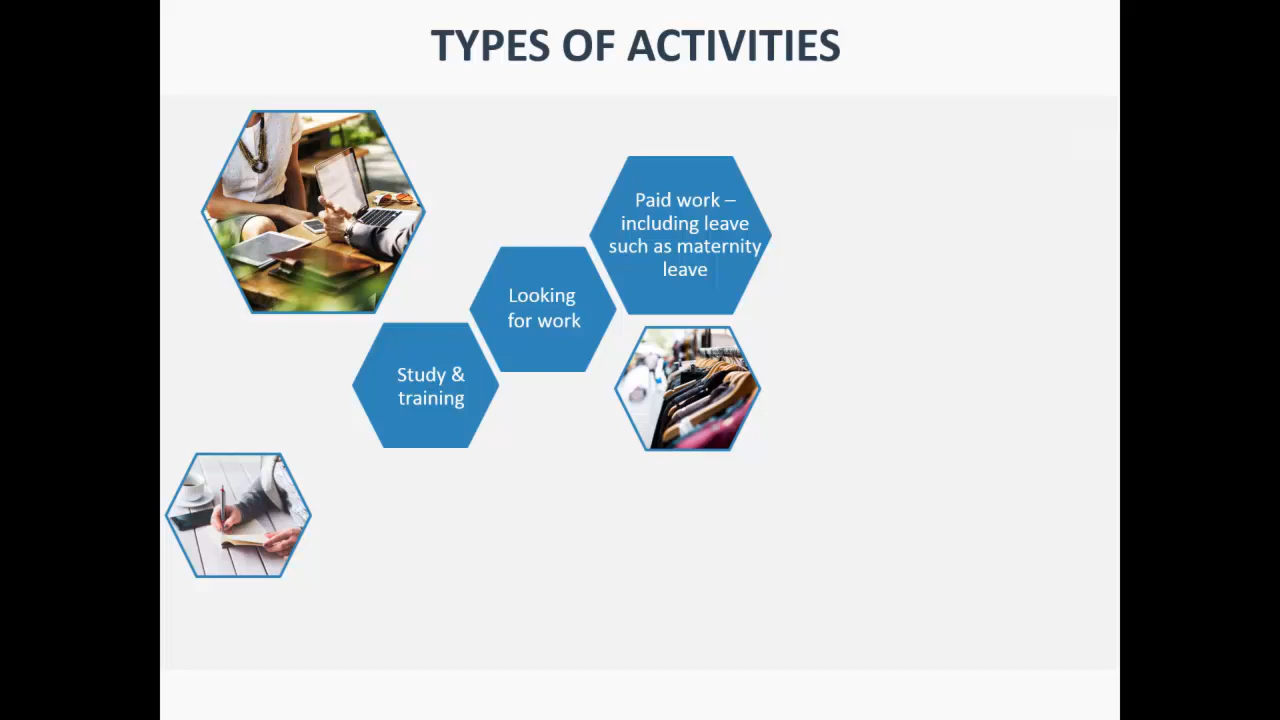 TYPES OF ACTIVITIES
Paid work –
including leave
such as maternity
leave
Looking
for work
Study &
training